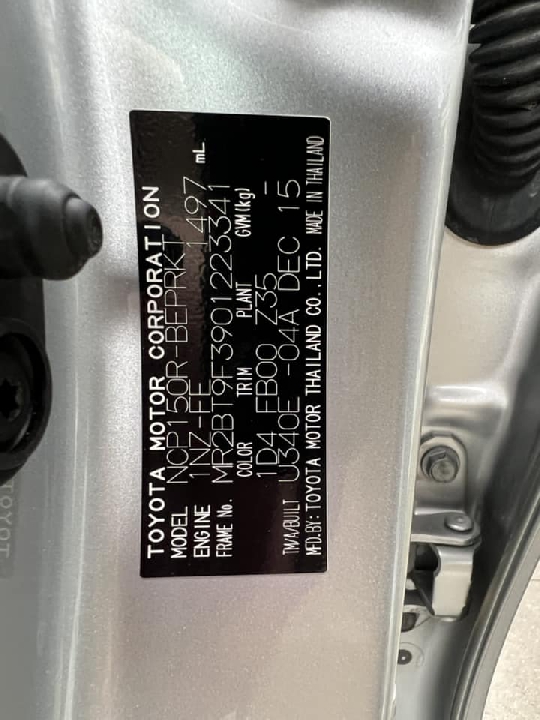 TOYOTA MOTOR CORPORATION
MODEL NCP150R-BEPRKT
ENGINE 1NZ-FE 1497 mL
FRAME No. MR2BT9F3901223341
COLOR TRIM PLANT GVM(kg)
1D4 FB00 Z35 -
TM/A/BUILT U340E -04A DEC 15
MFD.BY: TOYOTA MOTOR THAILAND CO., LTD. MADE IN THAILAND
TOYOT